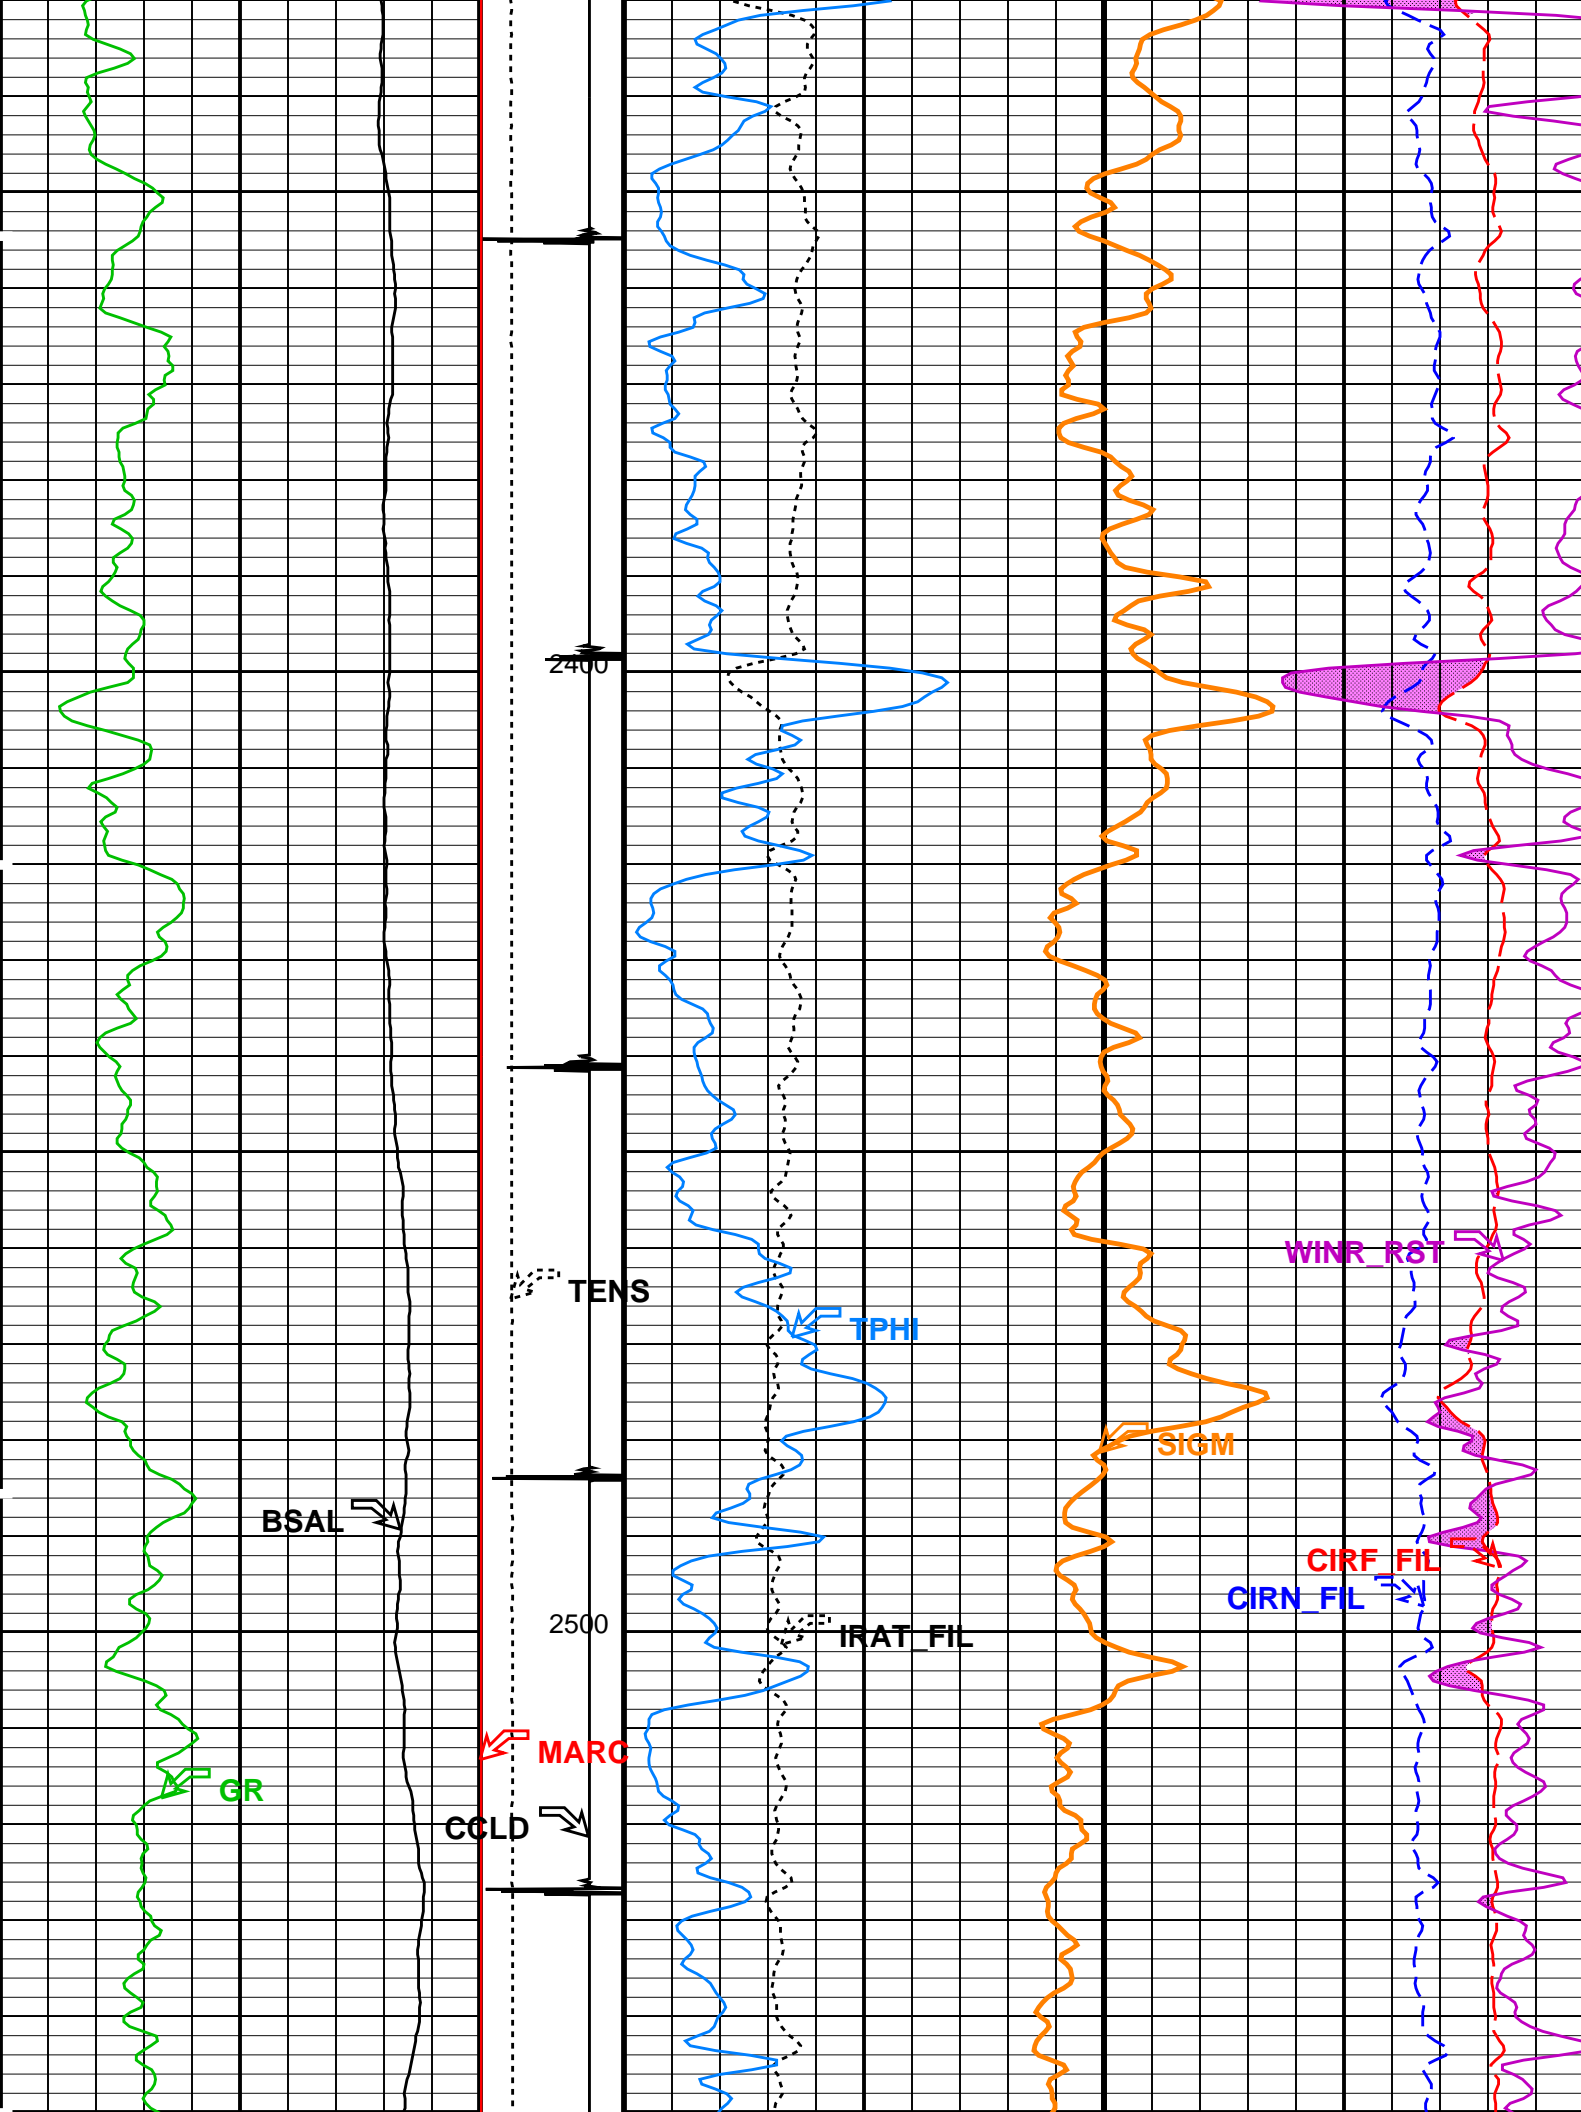 2400
WINR_RST
TENS
TPHI
SIGM
BSAL
CIRF_FIL
CIRN_FIL
2500
IRAT_FIL
MARC
GR
CCLD